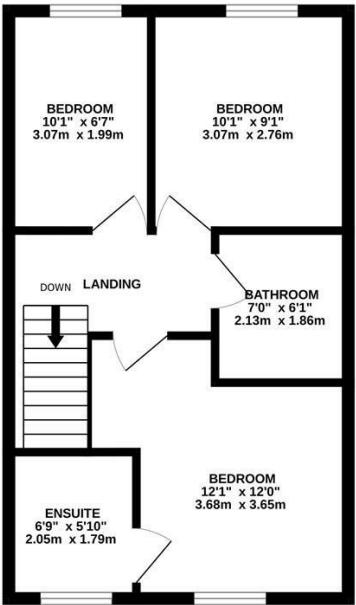 BEDROOM
10'1" x 6'7"
3.07m x 1.99m
BEDROOM
10'1" x 9'1"
3.07m x 2.76m
DOWN
LANDING
BATHROOM
7'0" x 6'1"
2.13m x 1.86m
BEDROOM
12'1" x 12'0"
3.68m x 3.65m
ENSUITE
6'9" x 5'10"
2.05m x 1.79m